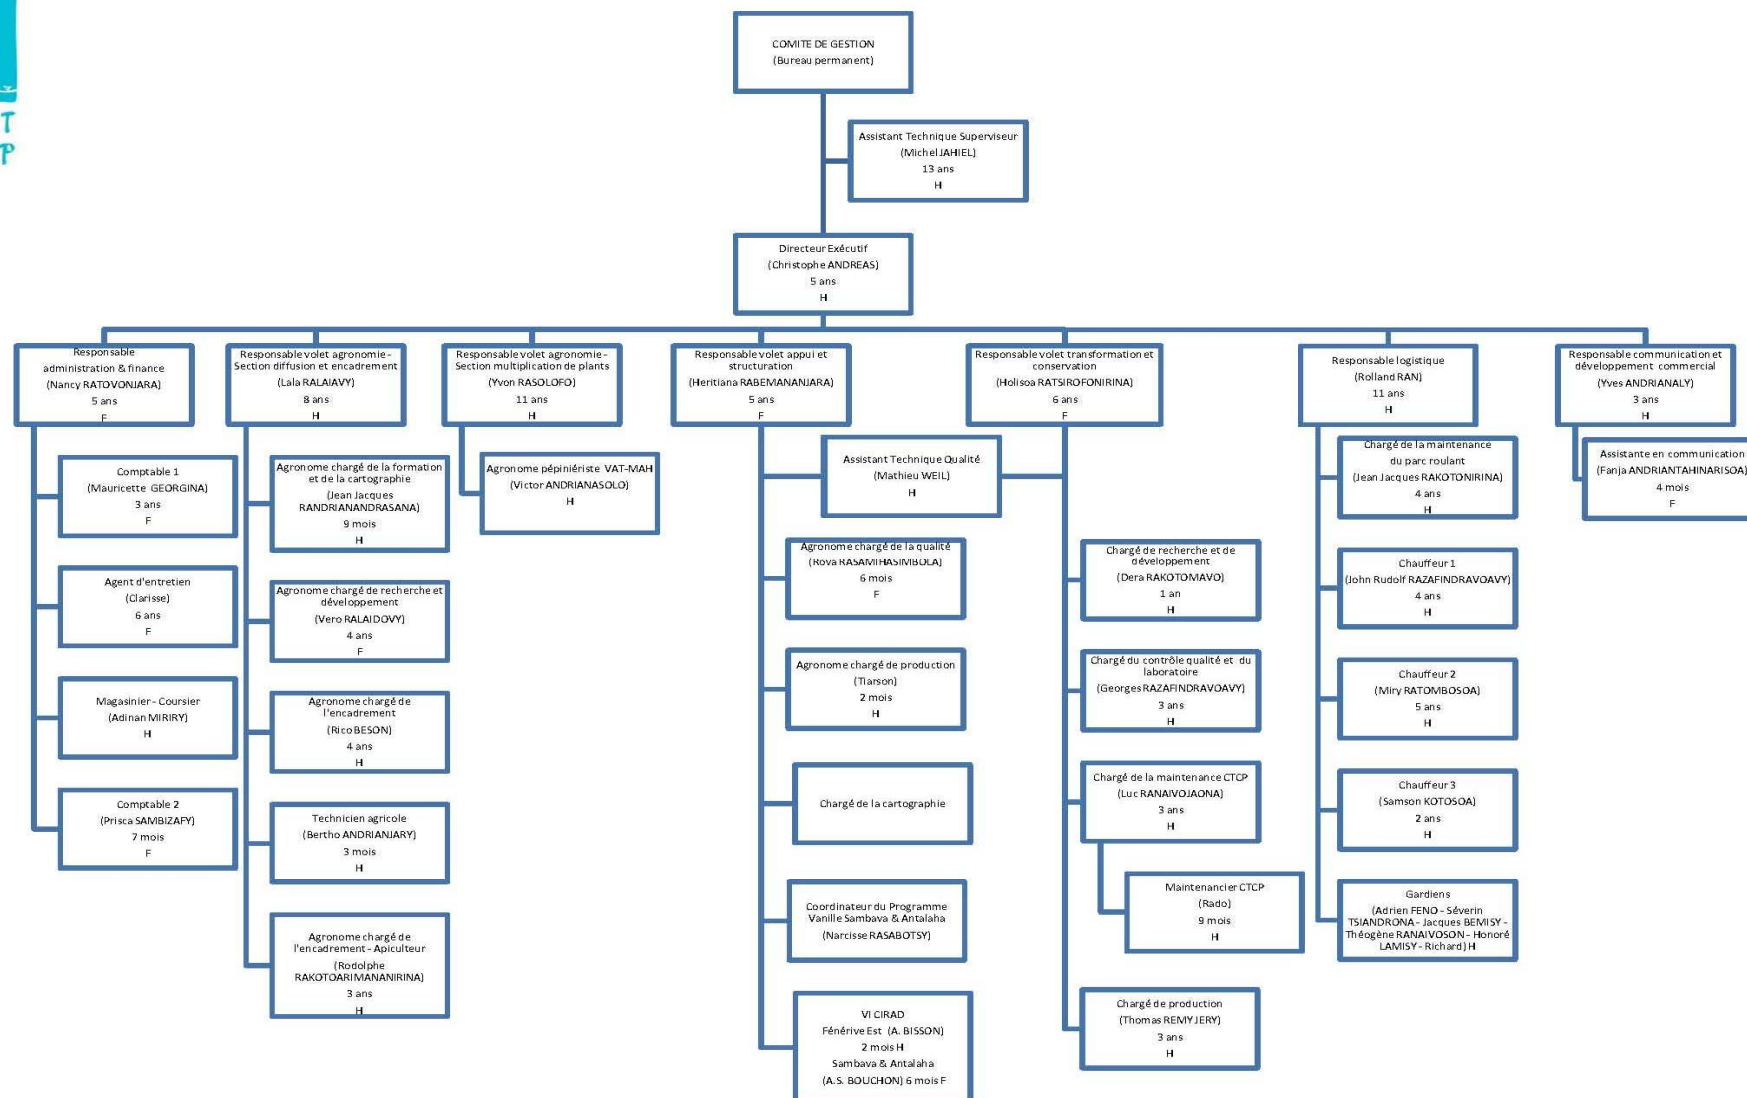 T
P
COMITE DE GESTION
(Bureau permanent)
Assistant Technique Superviseur
(Michel JAHIEL)
13 ans
H
Directeur Exécutif
(Christophe ANDREAS)
5 ans
H
Responsable
administration & finance
(Nancy RATOVONJARA)
5 ans
F
Responsable volet agronomie -
Section diffusion et encadrement
(Lala RALAIAVY)
8 ans
H
Responsable volet agronomie -
Section multiplication de plants
(Yvon RASOLOFO)
11 ans
H
Responsable volet appui et
structuration
(Heritiana RABEMANANJARA)
5 ans
F
Responsable volet transformation et
conservation
(Holisoa RATSIROFONIRINA)
6 ans
F
Responsable logistique
(Rolland RAN)
11 ans
H
Responsable communication et
développement commercial
(Yves ANDRIANALY)
3 ans
H
Comptable 1
(Mauricette GEORGINA)
3 ans
F
Agent d'entretien
(Clarisse)
6 ans
F
Magasinier - Coursier
(Adinan MIRIRY)
H
Comptable 2
(Prisca SAMBIZAFY)
7 mois
F
Agronome chargé de la formation
et de la cartographie
(Jean Jacques
RANDRIANANDRASANA)
9 mois
H
Agronome chargé de recherche et
développement
(Vero RALAIDOVY)
4 ans
F
Agronome chargé de
l'encadrement
(Rico BESON)
4 ans
H
Technicien agricole
(Bertho ANDRIANJARY)
3 mois
H
Agronome chargé de
l'encadrement - Apiculteur
(Rodolphe
RAKOTOARIMANANIRINA)
3 ans
H
Agronome pépiniériste VAT-MAH
(Victor ANDRIANASOLO)
H
Assistant Technique Qualité
(Mathieu WEIL)
H
Agronome chargé de la qualité
(Rova RASAMIHASIMBOLA)
6 mois
F
Agronome chargé de production
(Tiarson)
2 mois
H
Chargé de la cartographie
Coordinateur du Programme
Vanille Sambava & Antalaha
(Narcisse RASABOTSY)
VI CIRAD
Fénérive Est (A. BISSON)
2 mois H
Sambava & Antalaha
(A.S. BOUCHON) 6 mois F
Chargé de recherche et de
développement
(Dera RAKOTOMAVO)
1 an
H
Chargé du contrôle qualité et du
laboratoire
(Georges RAZAFINDRAVOAVY)
3 ans
H
Chargé de la maintenance CTCP
(Luc RANAIVOJAONA)
3 ans
H
Maintenancier CTCP
(Rado)
9 mois
H
Chargé de production
(Thomas REMY JERY)
3 ans
H
Chargé de la maintenance
du parc roulant
(Jean Jacques RAKOTONIRINA)
4 ans
H
Chauffeur 1
(John Rudolf RAZAFINDRAVOAVY)
4 ans
H
Chauffeur 2
(Miry RATOMBOSOA)
5 ans
H
Chauffeur 3
(Samson KOTOSOA)
2 ans
H
Gardiens
(Adrien FENO - Séverin
TSIANDRONA - Jacques BEMISY -
Théogène RANAIVOSON - Honoré
LAMISY - Richard) H
Assistante en communication
(Fanja ANDRIANTAHINARISOA)
4 mois
F